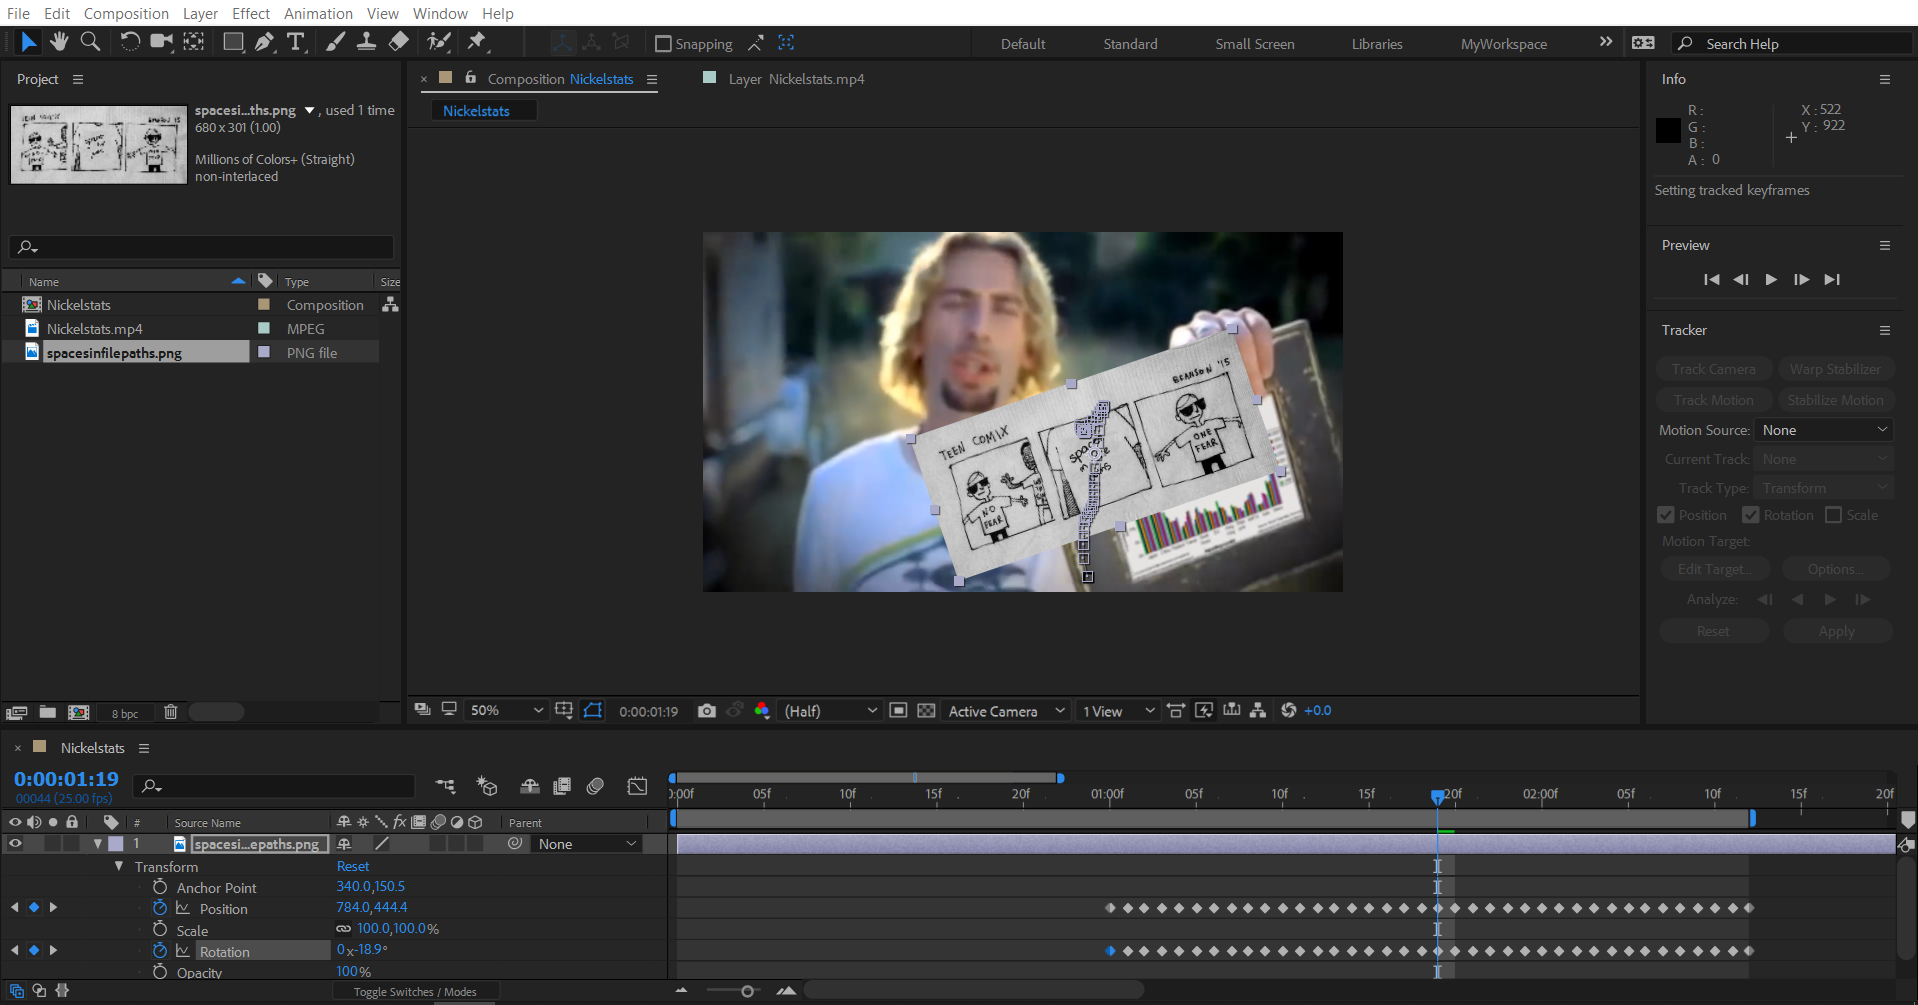 File Edit Composition Layer Effect Animation View Window Help
Snapping
Default Standard Small Screen Libraries MyWorkspace
Search Help
Project
spacesi...ths.png , used 1 time
680 x 301 (1.00)
Millions of Colors+ (Straight)
non-interlaced
Name Type Size
Nickelstats Composition
Nickelstats.mp4 MPEG
spacesinfilepaths.png PNG file
8 bpc
Composition Nickelstats
Layer Nickelstats.mp4
Nickelstats
TEEN COMIX
BRANSON '15
NO
FEAR
ONE
FEAR
50% 0:00:01:19 (Half) Active Camera 1 View +0.0
Info
R : X : 522
G : Y : 922
B :
A : 0
Setting tracked keyframes
Preview
Tracker
Track Camera Warp Stabilizer
Track Motion Stabilize Motion
Motion Source: None
Current Track: None
Track Type: Transform
Position Rotation Scale
Motion Target:
Edit Target... Options...
Analyze:
Reset Apply
Nickelstats
0:00:01:19
00044 (25.00 fps)
# Source Name fx Parent
1 spacesi...epaths.png None
Transform Reset
Anchor Point 340.0,150.5
Position 784.0,444.4
Scale 100.0,100.0%
Rotation 0x-18.9°
Opacity 100%
Toggle Switches / Modes
0:00f 05f 10f 15f 20f 01:00f 05f 10f 15f 20f 02:00f 05f 10f 15f 20f